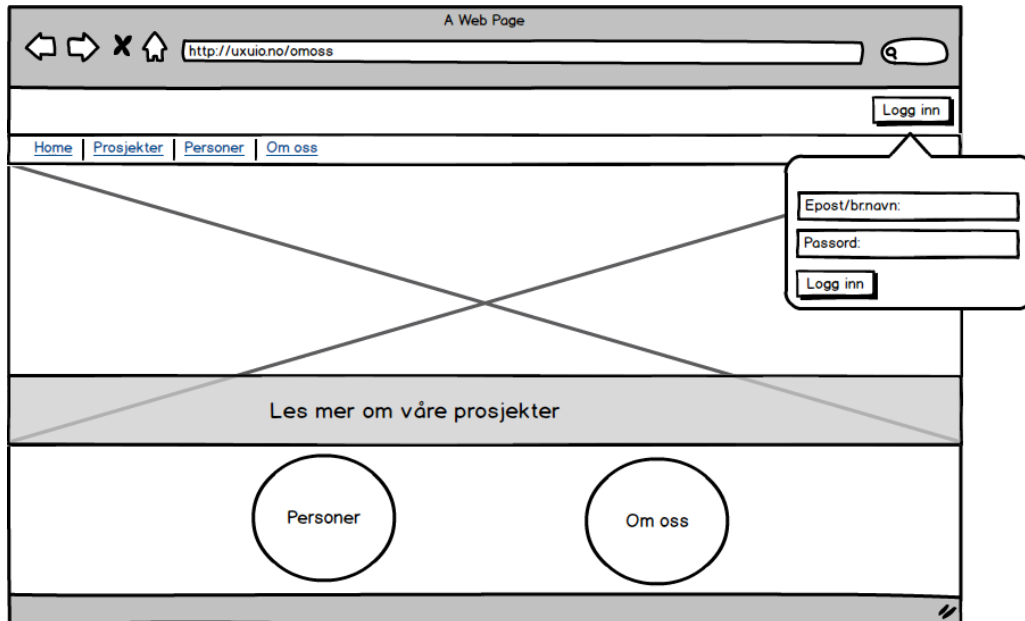 A Web Page
http://uxuio.no/omoss
Logg inn
Home Prosjekter Personer Om oss
Epost/br.navn:
Passord:
Logg inn
Les mer om våre prosjekter
Personer
Om oss